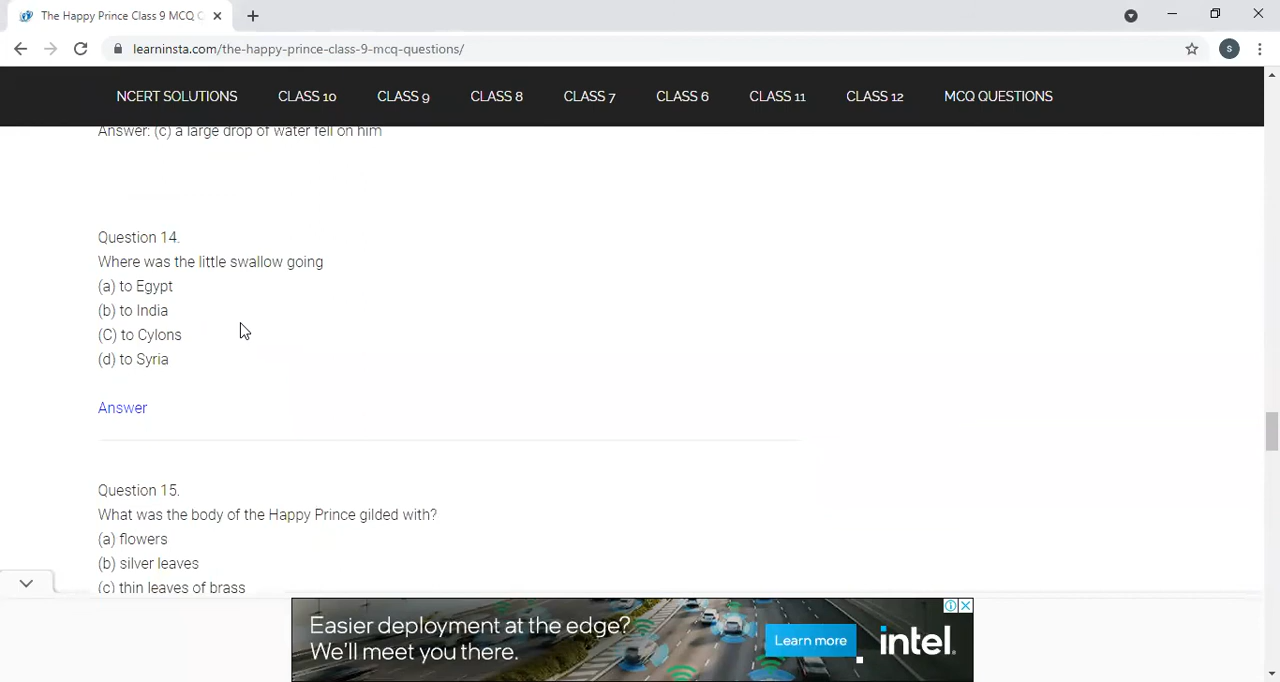 The Happy Prince Class 9 MCQ
learninsta.com/the-happy-prince-class-9-mcq-questions/
S
NCERT SOLUTIONS CLASS 10 CLASS 9 CLASS 8 CLASS 7 CLASS 6 CLASS 11 CLASS 12 MCQ QUESTIONS
Answer: (c) a large drop of water fell on him
Question 14.
Where was the little swallow going
(a) to Egypt
(b) to India
(C) to Cylons
(d) to Syria
Answer
Question 15.
What was the body of the Happy Prince gilded with?
(a) flowers
(b) silver leaves
(c) thin leaves of brass
Easier deployment at the edge?
We'll meet you there.
Learn more
intel.